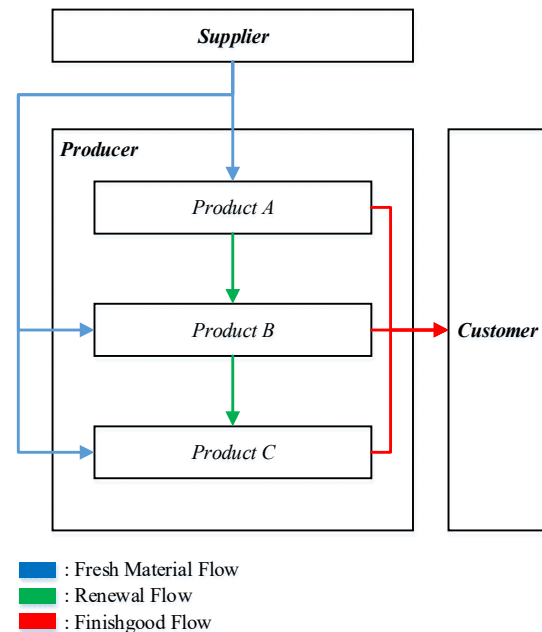 Supplier
Producer
Product A
Product B
Customer
Product C
: Fresh Material Flow
: Renewal Flow
: Finishgood Flow